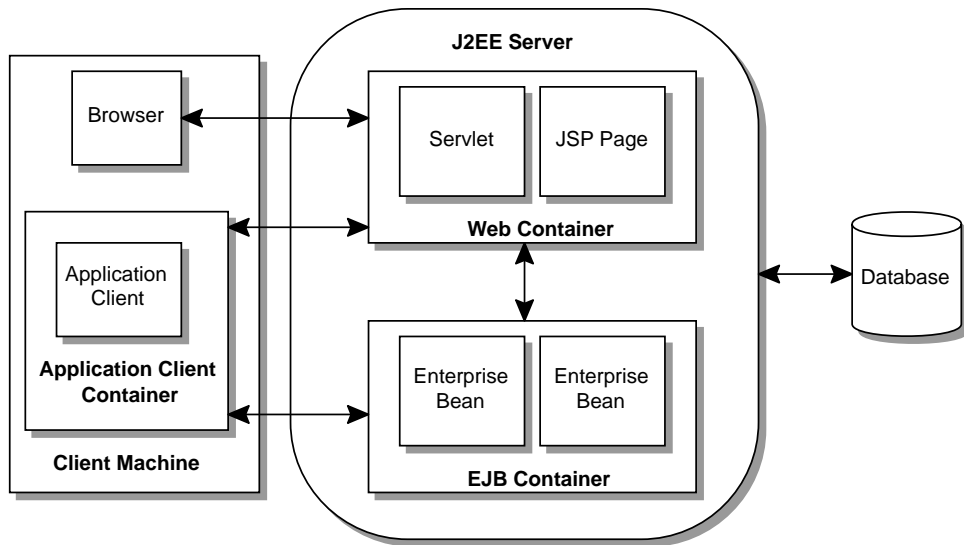 J2EE Server
Browser
Servlet
JSP Page
Web Container
Application
Client
Application Client
Container
Client Machine
Enterprise
Bean
Enterprise
Bean
EJB Container
Database